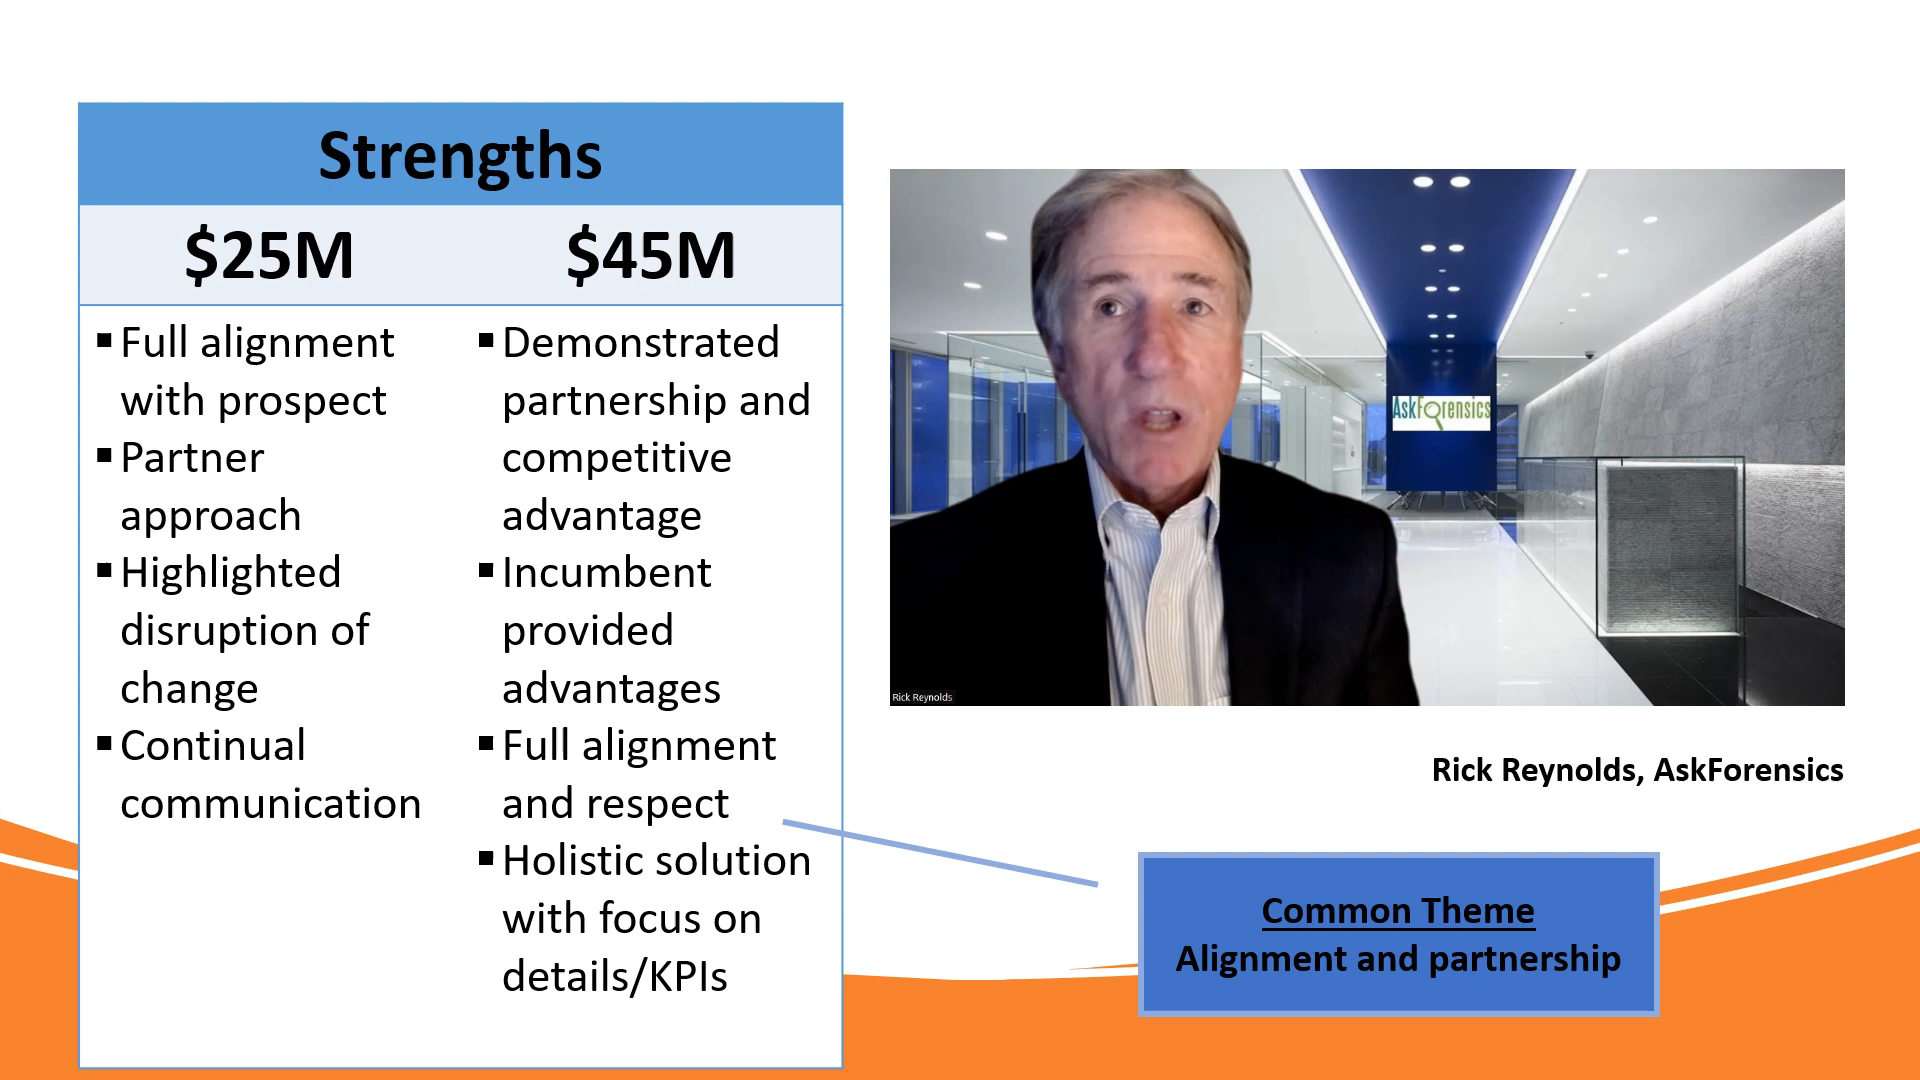 Strengths
$25M
$45M
▪Full alignment
with prospect
▪Partner
approach
▪Highlighted
disruption of
change
▪Continual
communication
▪Demonstrated
partnership and
competitive
advantage
▪Incumbent
provided
advantages
▪Full alignment
and respect
▪Holistic solution
with focus on
details/KPIs
AskForensics
Rick Reynolds
Rick Reynolds, AskForensics
Common Theme
Alignment and partnership